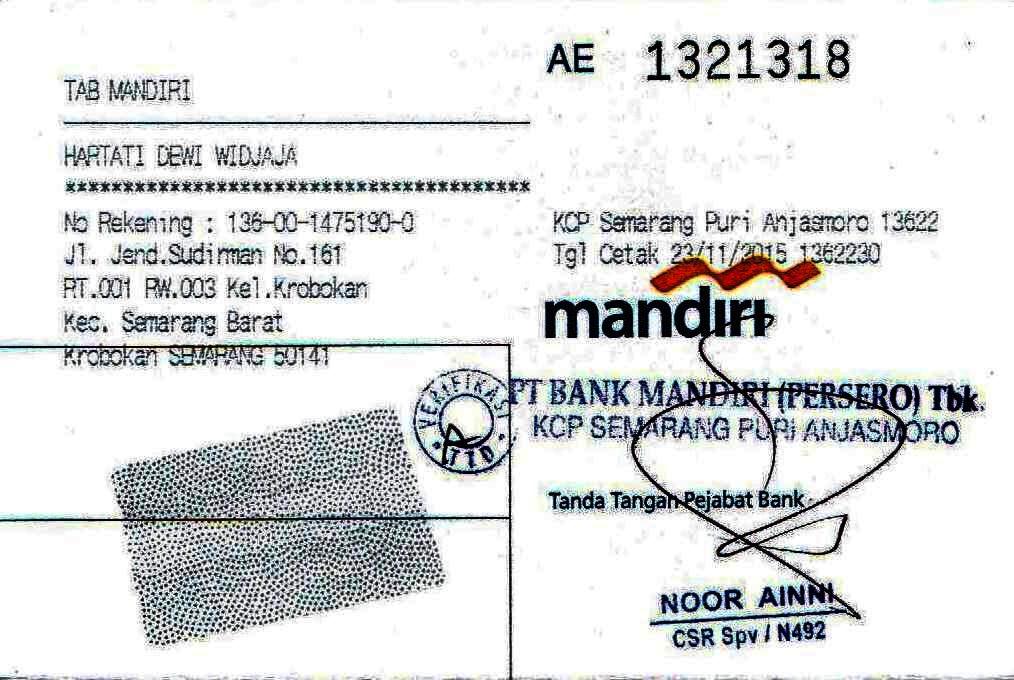 AE 1321318
TAB MANDIRI
HARTATI DEWI WIDJAJA
***************************************
No Rekening : 136-00-1475190-0
Jl. Jend.Sudirman No.161
RT.001 RW.003 Kel.Krobokan
Kec. Semarang Barat
Krobokan SEMARANG 50141
KCP Semarang Puri Anjasmoro 13622
Tgl Cetak 23/11/2015 1362230
mandiri
VERIFIKASI
TTD
PT BANK MANDIRI (PERSERO) Tbk.
KCP SEMARANG PURI ANJASMORO
Tanda Tangan Pejabat Bank
NOOR AINNI
CSR Spv / N492